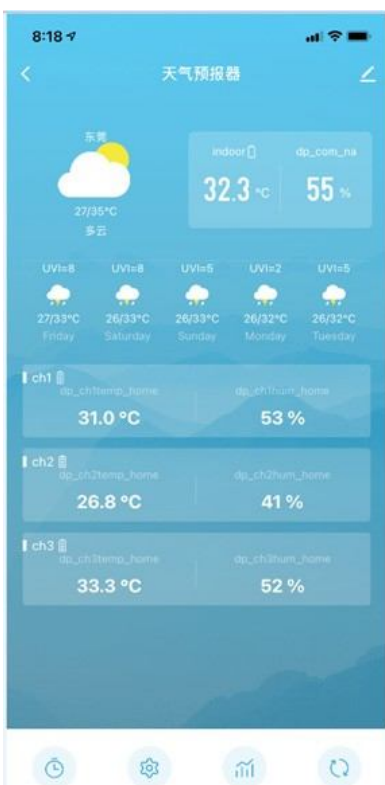 8:18
天气预报器
东莞
27/35°C
多云
indoor
dp_com_na
32.3 °C
55 %
UVI=8 UVI=8 UVI=5 UVI=2 UVI=5
27/33°C 26/33°C 26/33°C 26/32°C 26/32°C
Friday Saturday Sunday Monday Tuesday
ch1
dp_ch1temp_home dp_ch1hum_home
31.0 °C 53 %
ch2
dp_ch2temp_home dp_ch2hum_home
26.8 °C 41 %
ch3
dp_ch3temp_home dp_ch3hum_home
33.3 °C 52 %